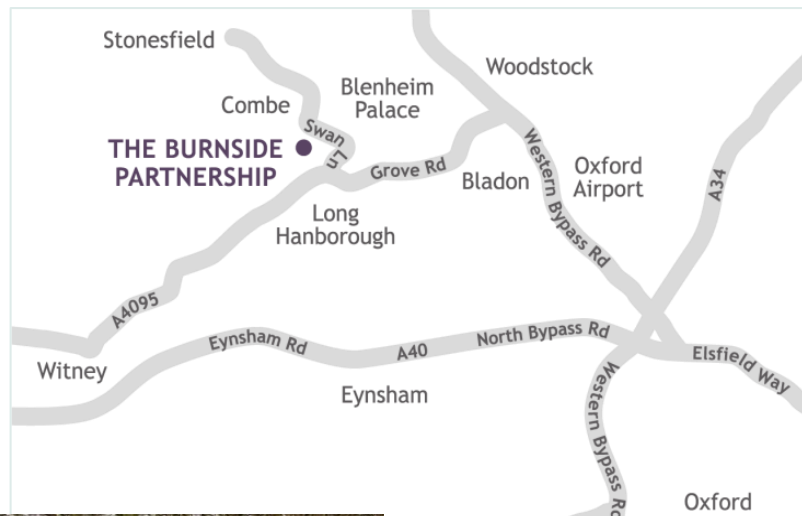 Stonesfield
Woodstock
Blenheim
Palace
Combe
Swan
Ln
THE BURNSIDE
PARTNERSHIP
Grove Rd
Bladon
Western Bypass Rd
Oxford
Airport
A34
Long
Hanborough
A4095
Eynsham Rd
A40
North Bypass Rd
Elsfield Way
Witney
Eynsham
Western Bypass Rd
Oxford